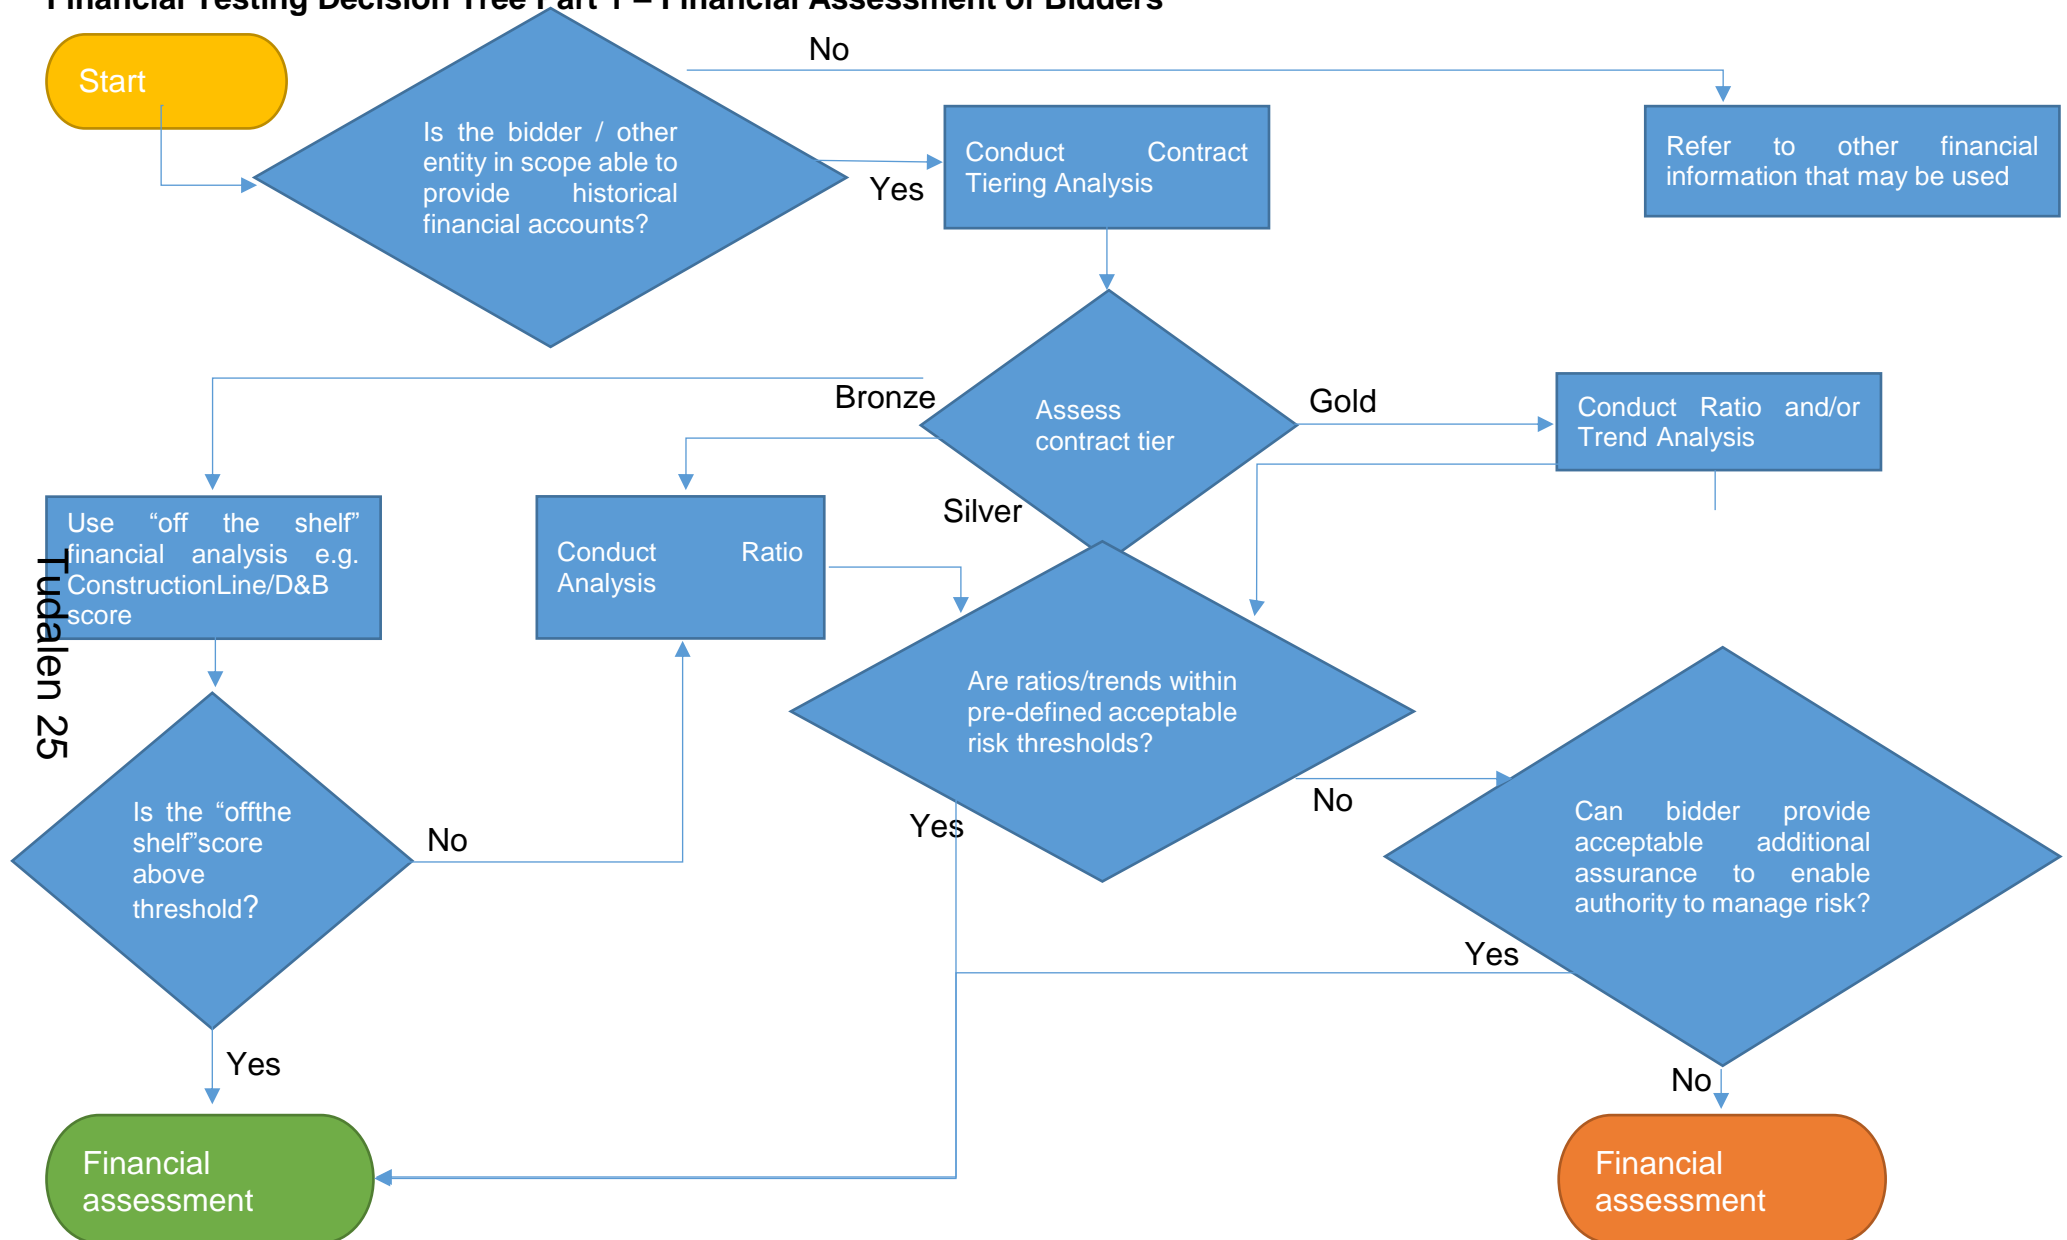 Financial Testing Decision Tree Part 1 – Financial Assessment of Bidders
Start
No
Is the bidder / other
entity in scope able to
provide historical
financial accounts?
Yes
Conduct Contract
Tiering Analysis
Refer to other financial
information that may be used
Bronze
Assess
contract tier
Gold
Conduct Ratio and/or
Trend Analysis
Silver
Use “off the shelf”
financial analysis e.g.
ConstructionLine/D&B
score
Conduct Ratio
Analysis
Tudalen 25
Are ratios/trends within
pre-defined acceptable
risk thresholds?
No
Yes
Is the “offthe
shelf”score
above
threshold?
No
Can bidder provide
acceptable additional
assurance to enable
authority to manage risk?
Yes
Yes
No
Financial
assessment
Financial
assessment